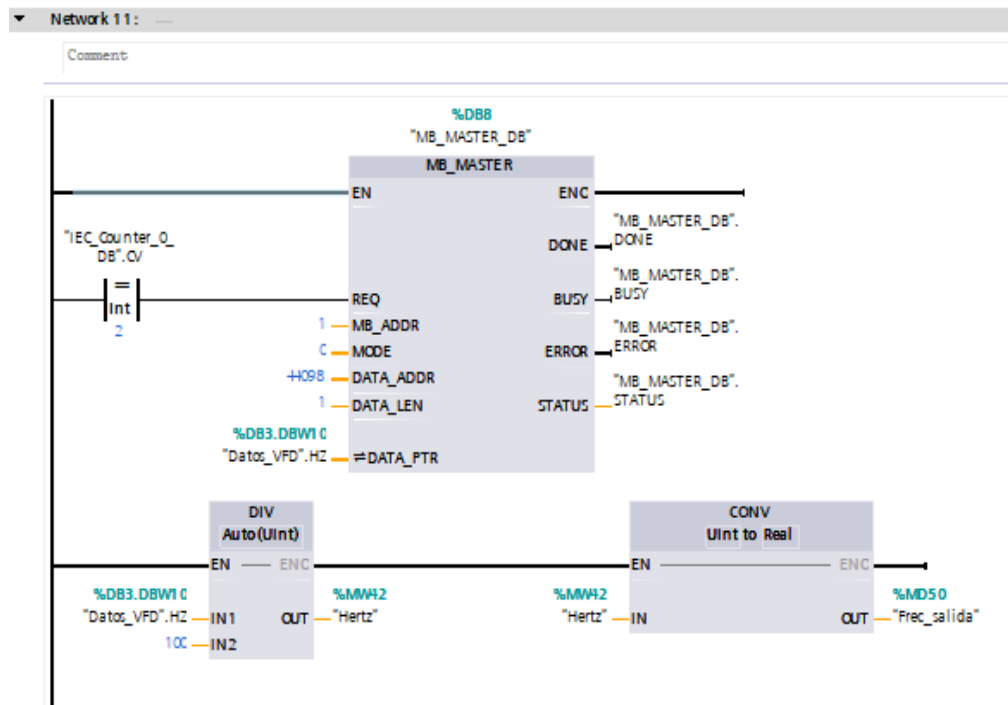 Network 11:
Comment
%DB8
"MB_MASTER_DB"
MB_MASTER
EN
ENO
"IEC_Counter_0_
DB".CV
=
Int
2
DONE
"MB_MASTER_DB".
DONE
REQ
BUSY
"MB_MASTER_DB".
BUSY
1
MB_ADDR
0
MODE
ERROR
"MB_MASTER_DB".
ERROR
DATA_ADDR
1
DATA_LEN
STATUS
"MB_MASTER_DB".
STATUS
%DB3.DBW10
"Datos_VFD".HZ
DATA_PTR
DIV
Auto(UInt)
EN
ENO
%DB3.DBW10
"Datos_VFD".HZ
IN1
OUT
%MW42
"Hertz"
100
IN2
CONV
UInt to Real
EN
ENO
%MW42
"Hertz"
IN
OUT
%MD50
"Frec_salida"